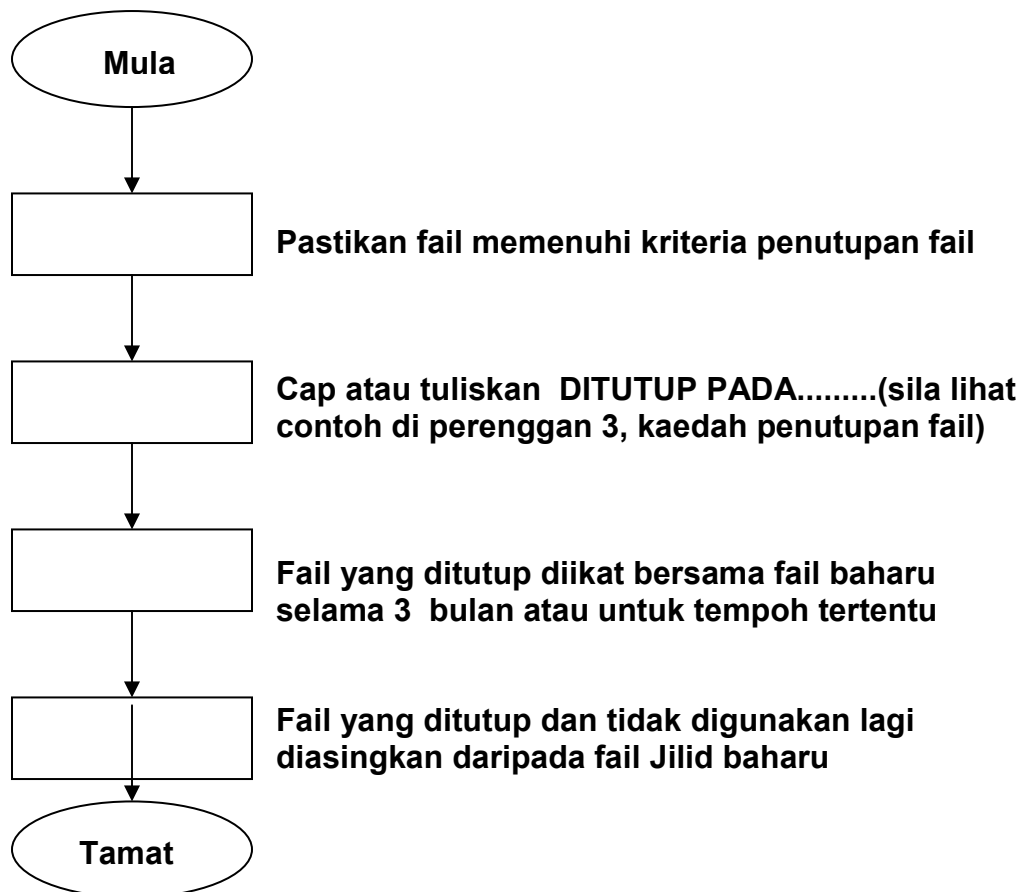 Mula
Pastikan fail memenuhi kriteria penutupan fail
Cap atau tuliskan  DITUTUP PADA.........(sila lihat
contoh di perenggan 3, kaedah penutupan fail)
Fail yang ditutup diikat bersama fail baharu
selama 3  bulan atau untuk tempoh tertentu
Fail yang ditutup dan tidak digunakan lagi
diasingkan daripada fail Jilid baharu
Tamat